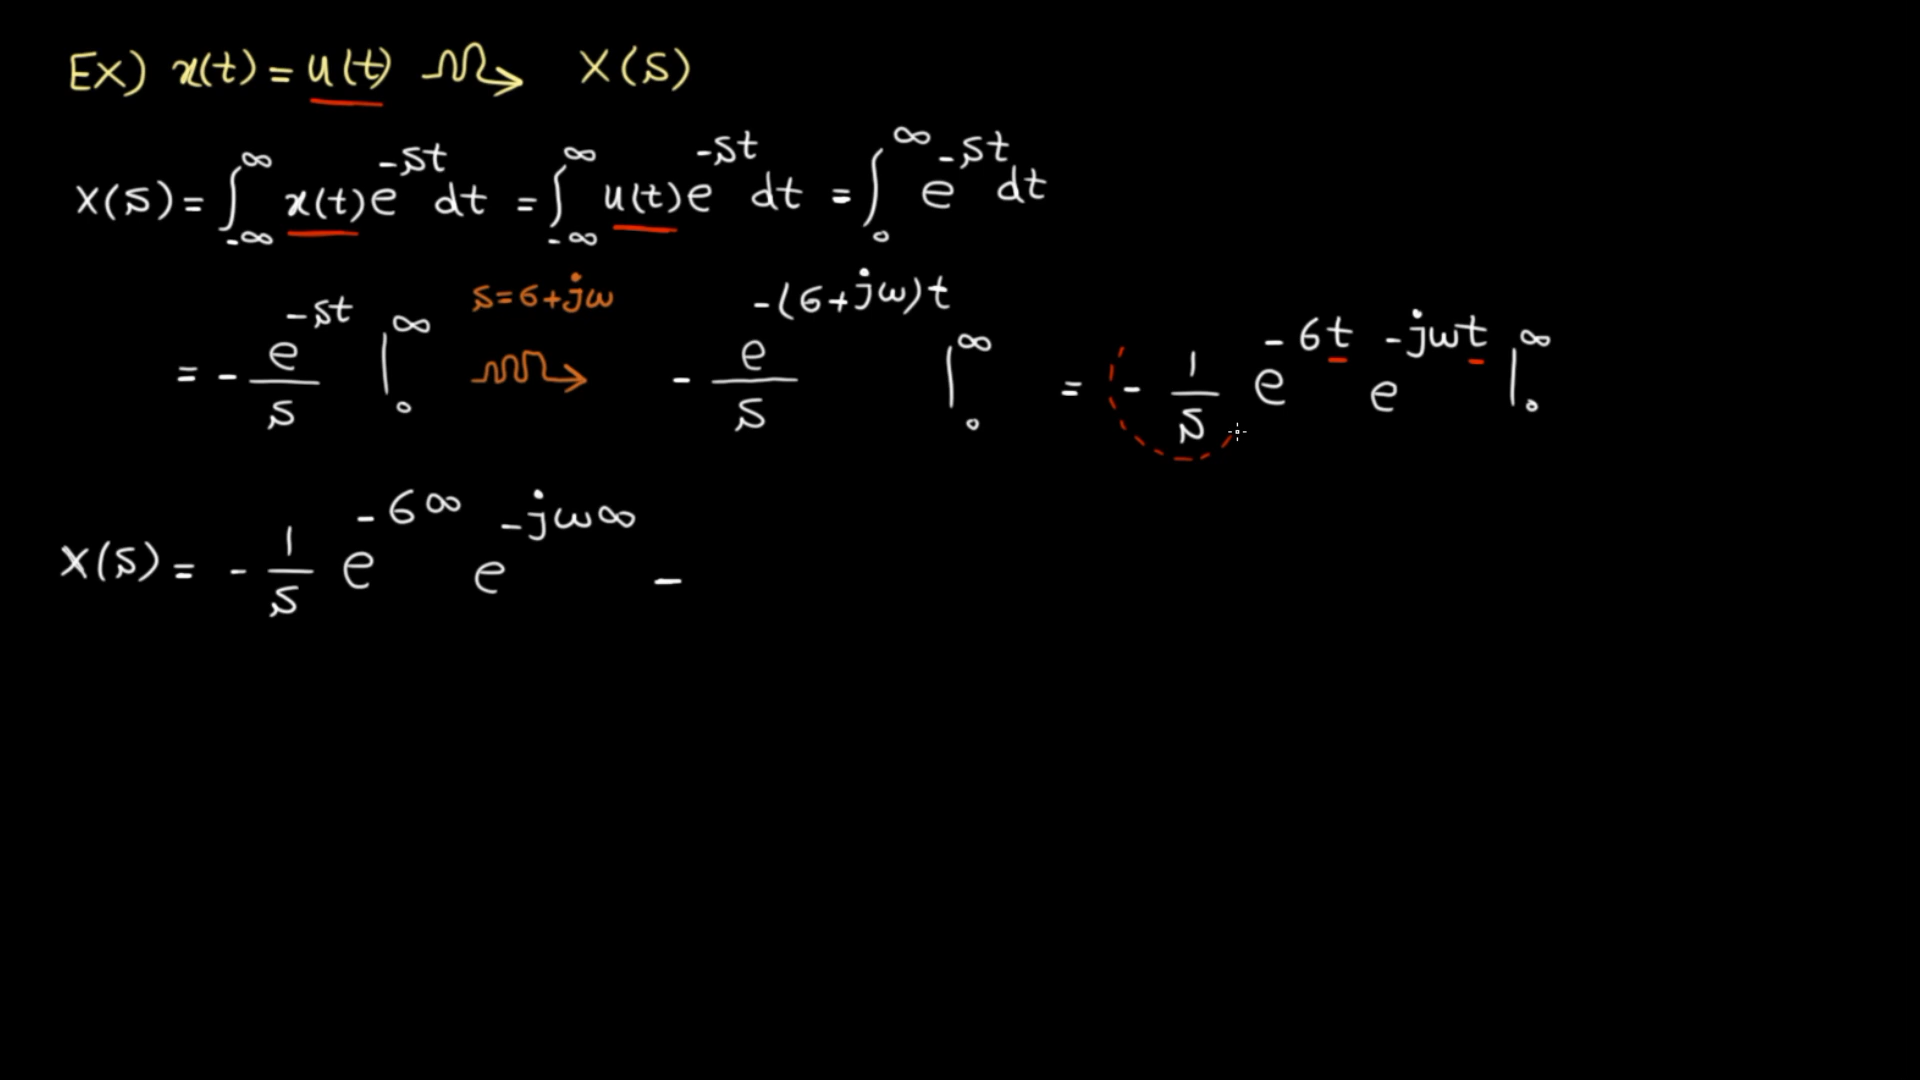 EX) x(t) = u(t) → X(s)
X(s) = ∫_{-∞}^{∞} x(t) e^{-st} dt = ∫_{-∞}^{∞} u(t) e^{-st} dt = ∫_{0}^{∞} e^{-st} dt
= - e^{-st}/s |_{0}^{∞} s=σ+jω → - e^{-(σ+jω)t}/s |_{0}^{∞} = - 1/s e^{-σt} e^{-jωt} |_{0}^{∞}
X(s) = - 1/s e^{-σ∞} e^{-jω∞} -